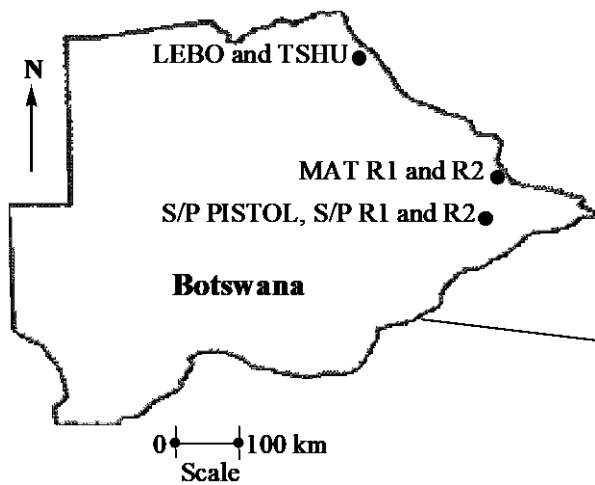 LEBO and TSHU
N
MAT R1 and R2
S/P PISTOL, S/P R1 and R2
Botswana
0 100 km
Scale